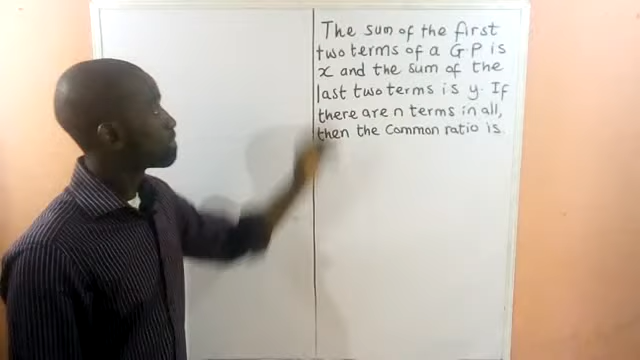 The sum of the first
two terms of a G.P is
x and the sum of the
last two terms is y. If
there are n terms in all,
then the Common ratio is.